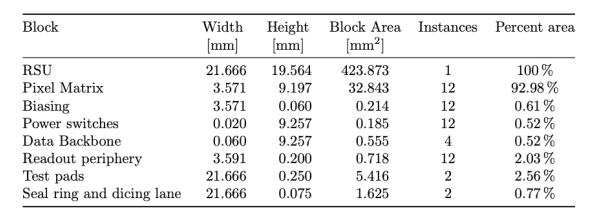 Block Width Height Block Area Instances Percent area
[mm] [mm] [mm²]
RSU 21.666 19.564 423.873 1 100 %
Pixel Matrix 3.571 9.197 32.843 12 92.98 %
Biasing 3.571 0.060 0.214 12 0.61 %
Power switches 0.020 9.257 0.185 12 0.52 %
Data Backbone 0.060 9.257 0.555 4 0.52 %
Readout periphery 3.591 0.200 0.718 12 2.03 %
Test pads 21.666 0.250 5.416 2 2.56 %
Seal ring and dicing lane 21.666 0.075 1.625 2 0.77 %